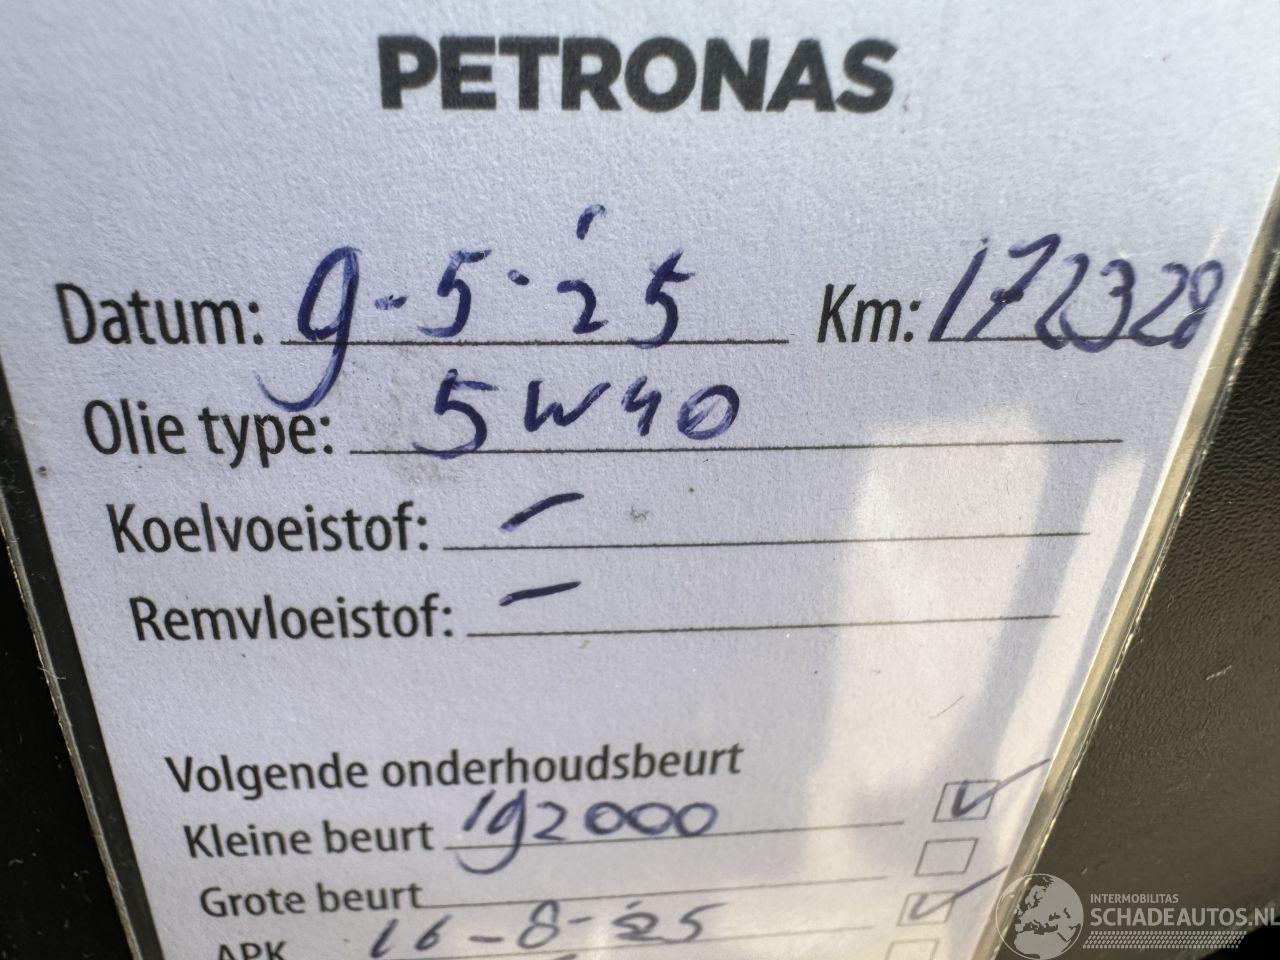 PETRONAS
Datum: 9-5-'25 Km: 172328
Olie type: 5W40
Koelvoeistof: –
Remvloeistof: –
Volgende onderhoudsbeurt
Kleine beurt 192000
Grote beurt
APK 16-8-'25
INTERMOBILITAS
SCHADEAUTOS.NL